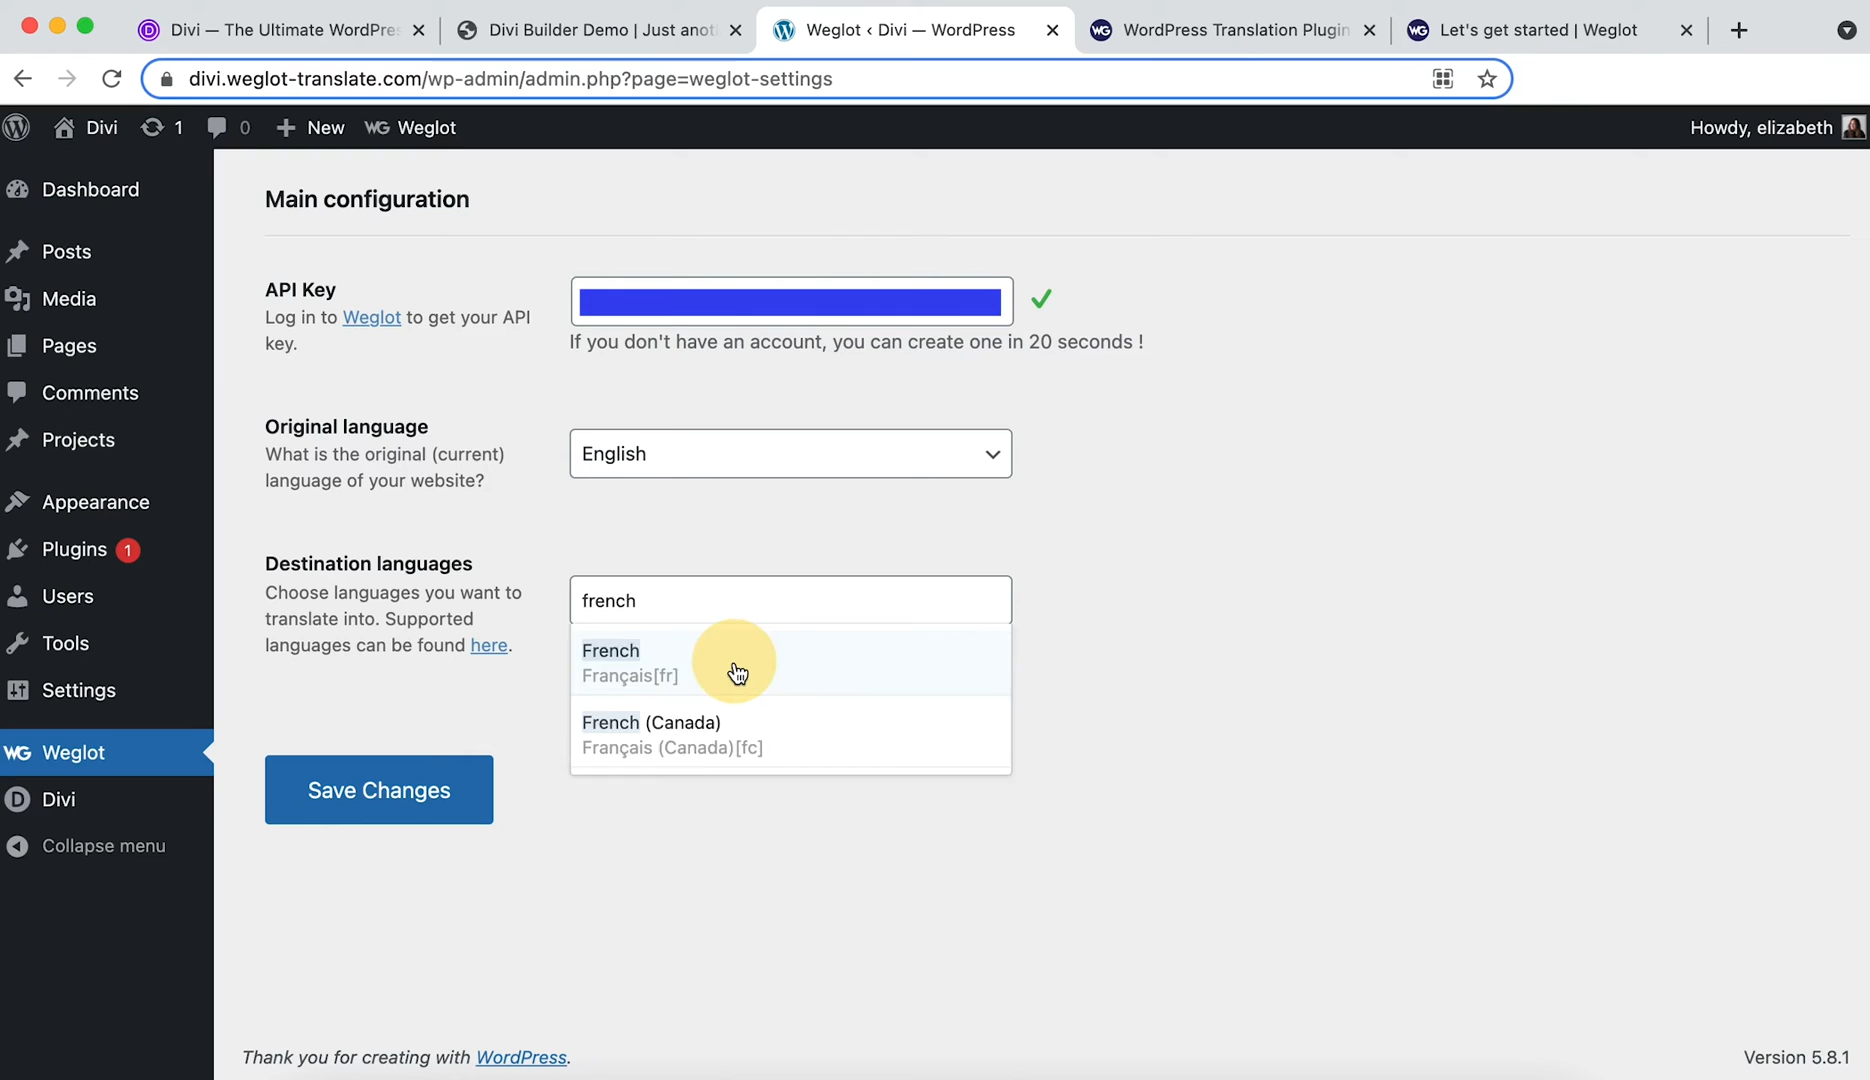 Divi — The Ultimate WordPres
Divi Builder Demo | Just anot
Weglot ‹ Divi — WordPress
WG
WordPress Translation Plugin
WG
Let's get started | Weglot
divi.weglot-translate.com/wp-admin/admin.php?page=weglot-settings
Divi
1
0
New
WG
Weglot
Howdy, elizabeth
Dashboard
Posts
Media
Pages
Comments
Projects
Appearance
Plugins 1
Users
Tools
Settings
WG Weglot
Divi
Collapse menu
Main configuration
API Key
Log in to Weglot to get your API
key.
If you don't have an account, you can create one in 20 seconds !
Original language
What is the original (current)
language of your website?
English
Destination languages
Choose languages you want to
translate into. Supported
languages can be found here.
french
French
Français[fr]
French (Canada)
Français (Canada)[fc]
Save Changes
Thank you for creating with WordPress.
Version 5.8.1